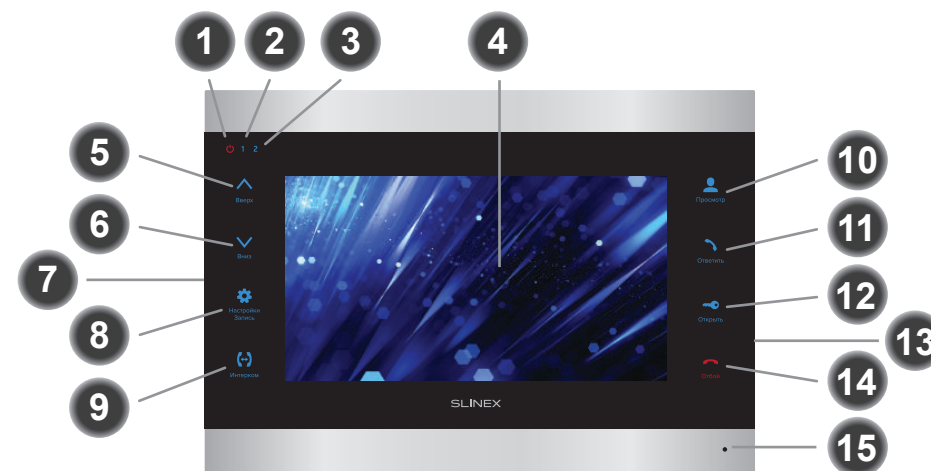 1 2 3 4
1 2
5
Вверх
10
Просмотр
6
Вниз
11
Ответить
7
8
Настройки
Запись
12
Открыть
13
9
Интерком
14
Отбой
SLINEX
15